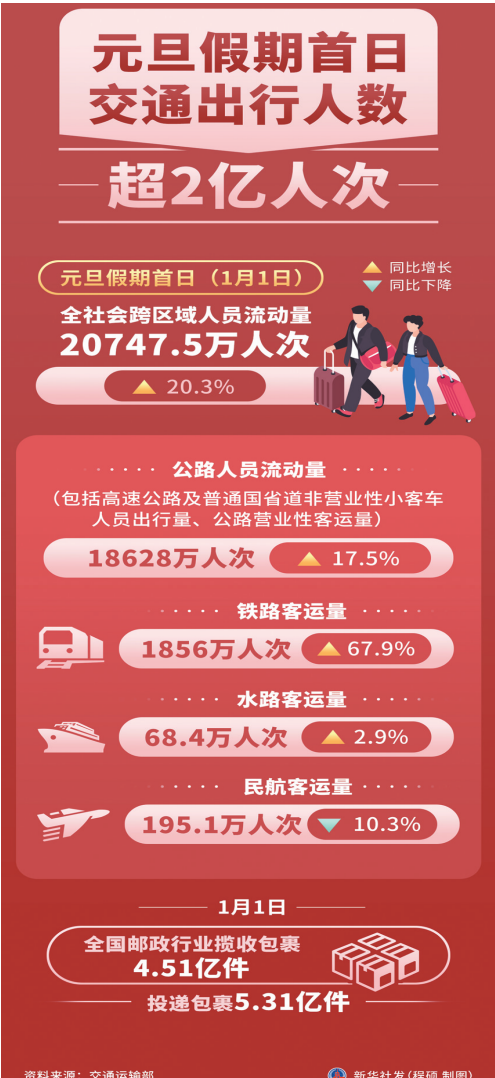 元旦假期首日
交通出行人数
超2亿人次
元旦假期首日（1月1日）
同比增长
同比下降
全社会跨区域人员流动量
20747.5万人次
20.3%
公路人员流动量
（包括高速公路及普通国省道非营业性小客车
人员出行量、公路营业性客运量）
18628万人次 17.5%
铁路客运量
1856万人次 67.9%
水路客运量
68.4万人次 2.9%
民航客运量
195.1万人次 10.3%
1月1日
全国邮政行业揽收包裹
4.51亿件
投递包裹5.31亿件
资料来源：交通运输部 新华社发（程硕 制图）